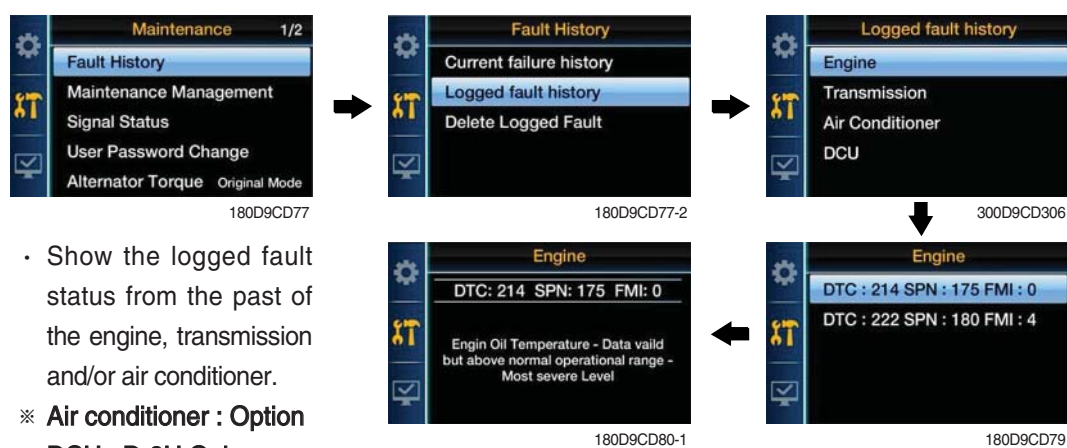 Maintenance 1/2
Fault History
Maintenance Management
Signal Status
User Password Change
Alternator Torque Original Mode
180D9CD77
Fault History
Current failure history
Logged fault history
Delete Logged Fault
180D9CD77-2
Logged fault history
Engine
Transmission
Air Conditioner
DCU
300D9CD306
Engine
DTC : 214 SPN : 175 FMI : 0
DTC : 222 SPN : 180 FMI : 4
180D9CD79
Engine
DTC: 214 SPN: 175 FMI: 0
Engin Oil Temperature - Data vaild
but above normal operational range -
Most severe Level
180D9CD80-1
· Show the logged fault
status from the past of
the engine, transmission
and/or air conditioner.
※ Air conditioner : Option